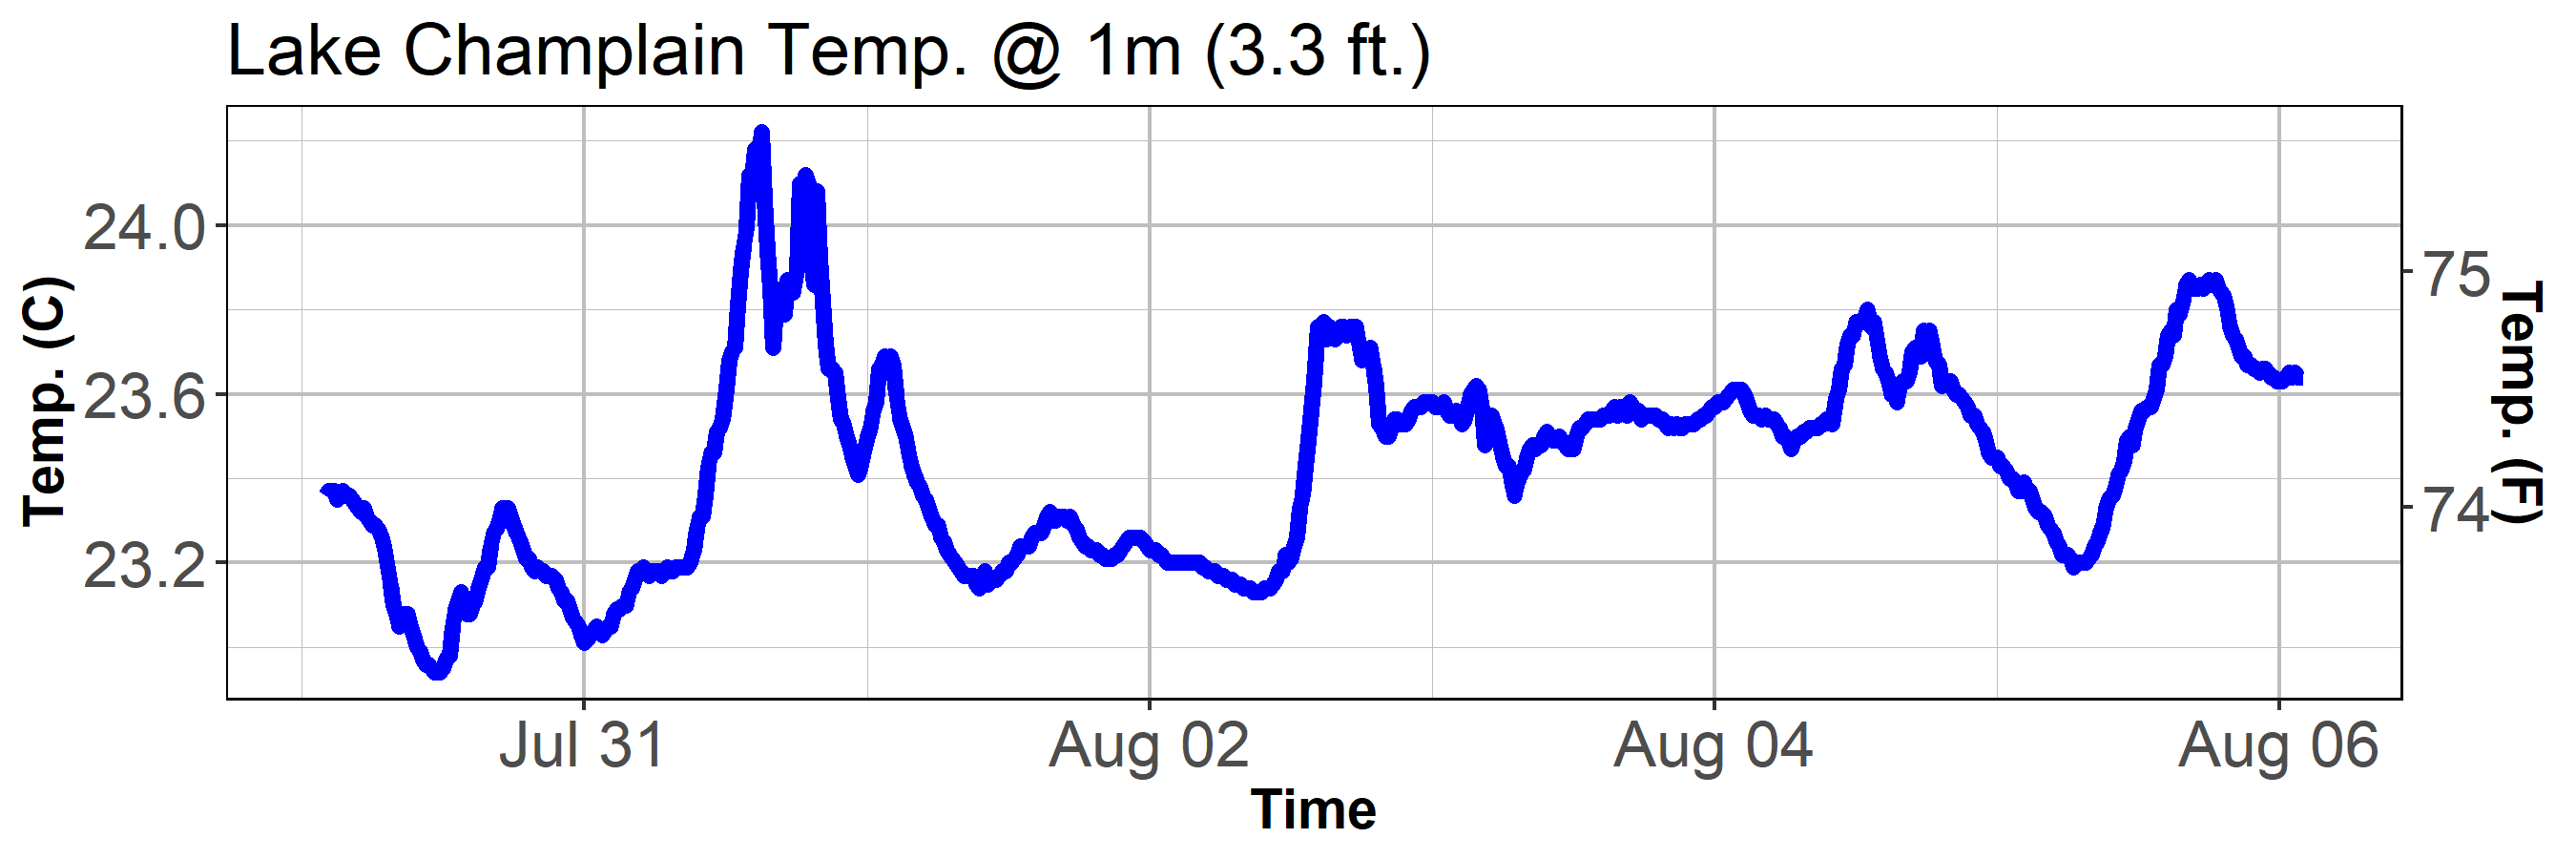 Lake Champlain Temp. @ 1m (3.3 ft.)
Temp. (C)
24.0
23.6
23.2
75
74
Temp. (F)
Jul 31
Aug 02
Aug 04
Aug 06
Time